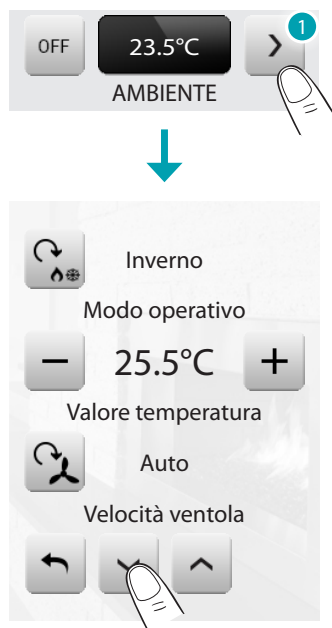 OFF 23.5°C 1
AMBIENTE
Inverno
Modo operativo
25.5°C
Valore temperatura
Auto
Velocità ventola